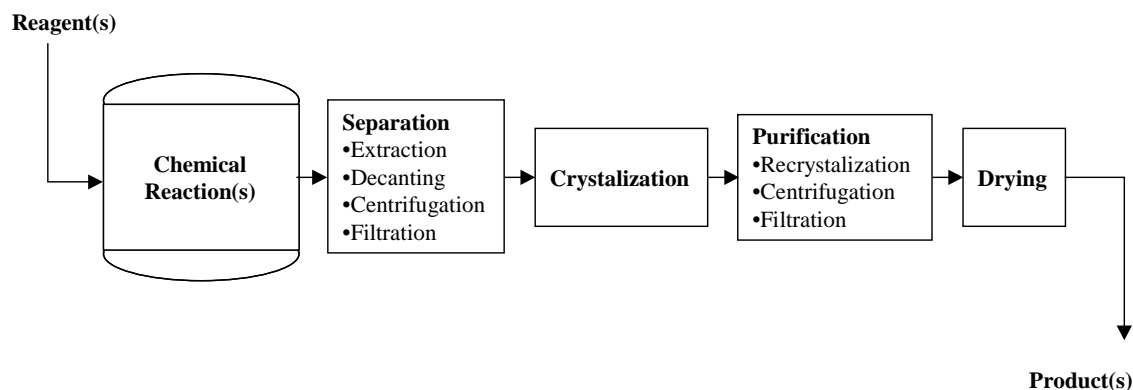 Reagent(s)
Chemical
Reaction(s)
Separation
•Extraction
•Decanting
•Centrifugation
•Filtration
Crystalization
Purification
•Recrystalization
•Centrifugation
•Filtration
Drying
Product(s)